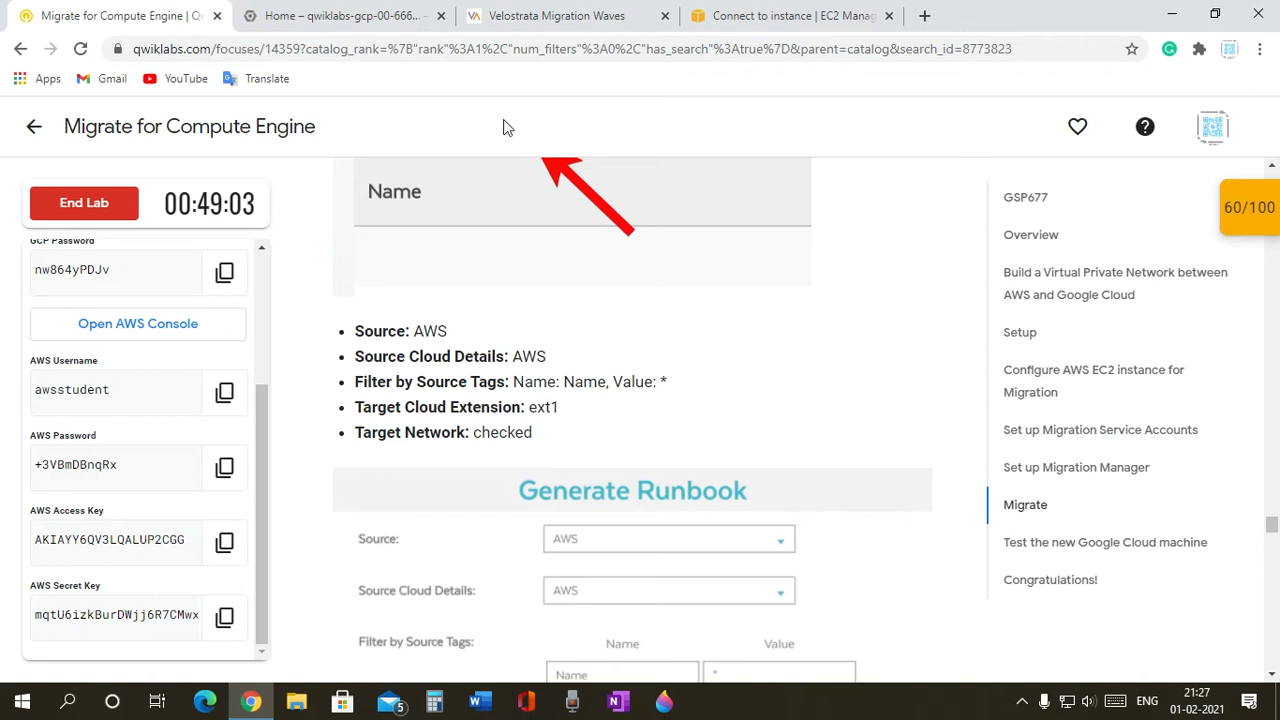 Migrate for Compute Engine | Qw
Home – qwiklabs-gcp-00-666...
Velostrata Migration Waves
Connect to instance | EC2 Manag
qwiklabs.com/focuses/14359?catalog_rank=%7B"rank"%3A1%2C"num_filters"%3A0%2C"has_search"%3Atrue%7D&parent=catalog&search_id=8773823
Apps
Gmail
YouTube
Translate
Migrate for Compute Engine
End Lab
00:49:03
GCP Password
nw864yPDJv
Open AWS Console
AWS Username
awsstudent
AWS Password
+3VBmDBnqRx
AWS Access Key
AKIAYY6QV3LQALUP2CGG
AWS Secret Key
mqtU6izkBurDWjj6R7CMwx
Name
• Source: AWS
• Source Cloud Details: AWS
• Filter by Source Tags: Name: Name, Value: *
• Target Cloud Extension: ext1
• Target Network: checked
Generate Runbook
Source: AWS
Source Cloud Details: AWS
Filter by Source Tags: Name Value
Name *
GSP677
Overview
Build a Virtual Private Network between
AWS and Google Cloud
Setup
Configure AWS EC2 instance for
Migration
Set up Migration Service Accounts
Set up Migration Manager
Migrate
Test the new Google Cloud machine
Congratulations!
60/100
5
ENG
21:27
01-02-2021